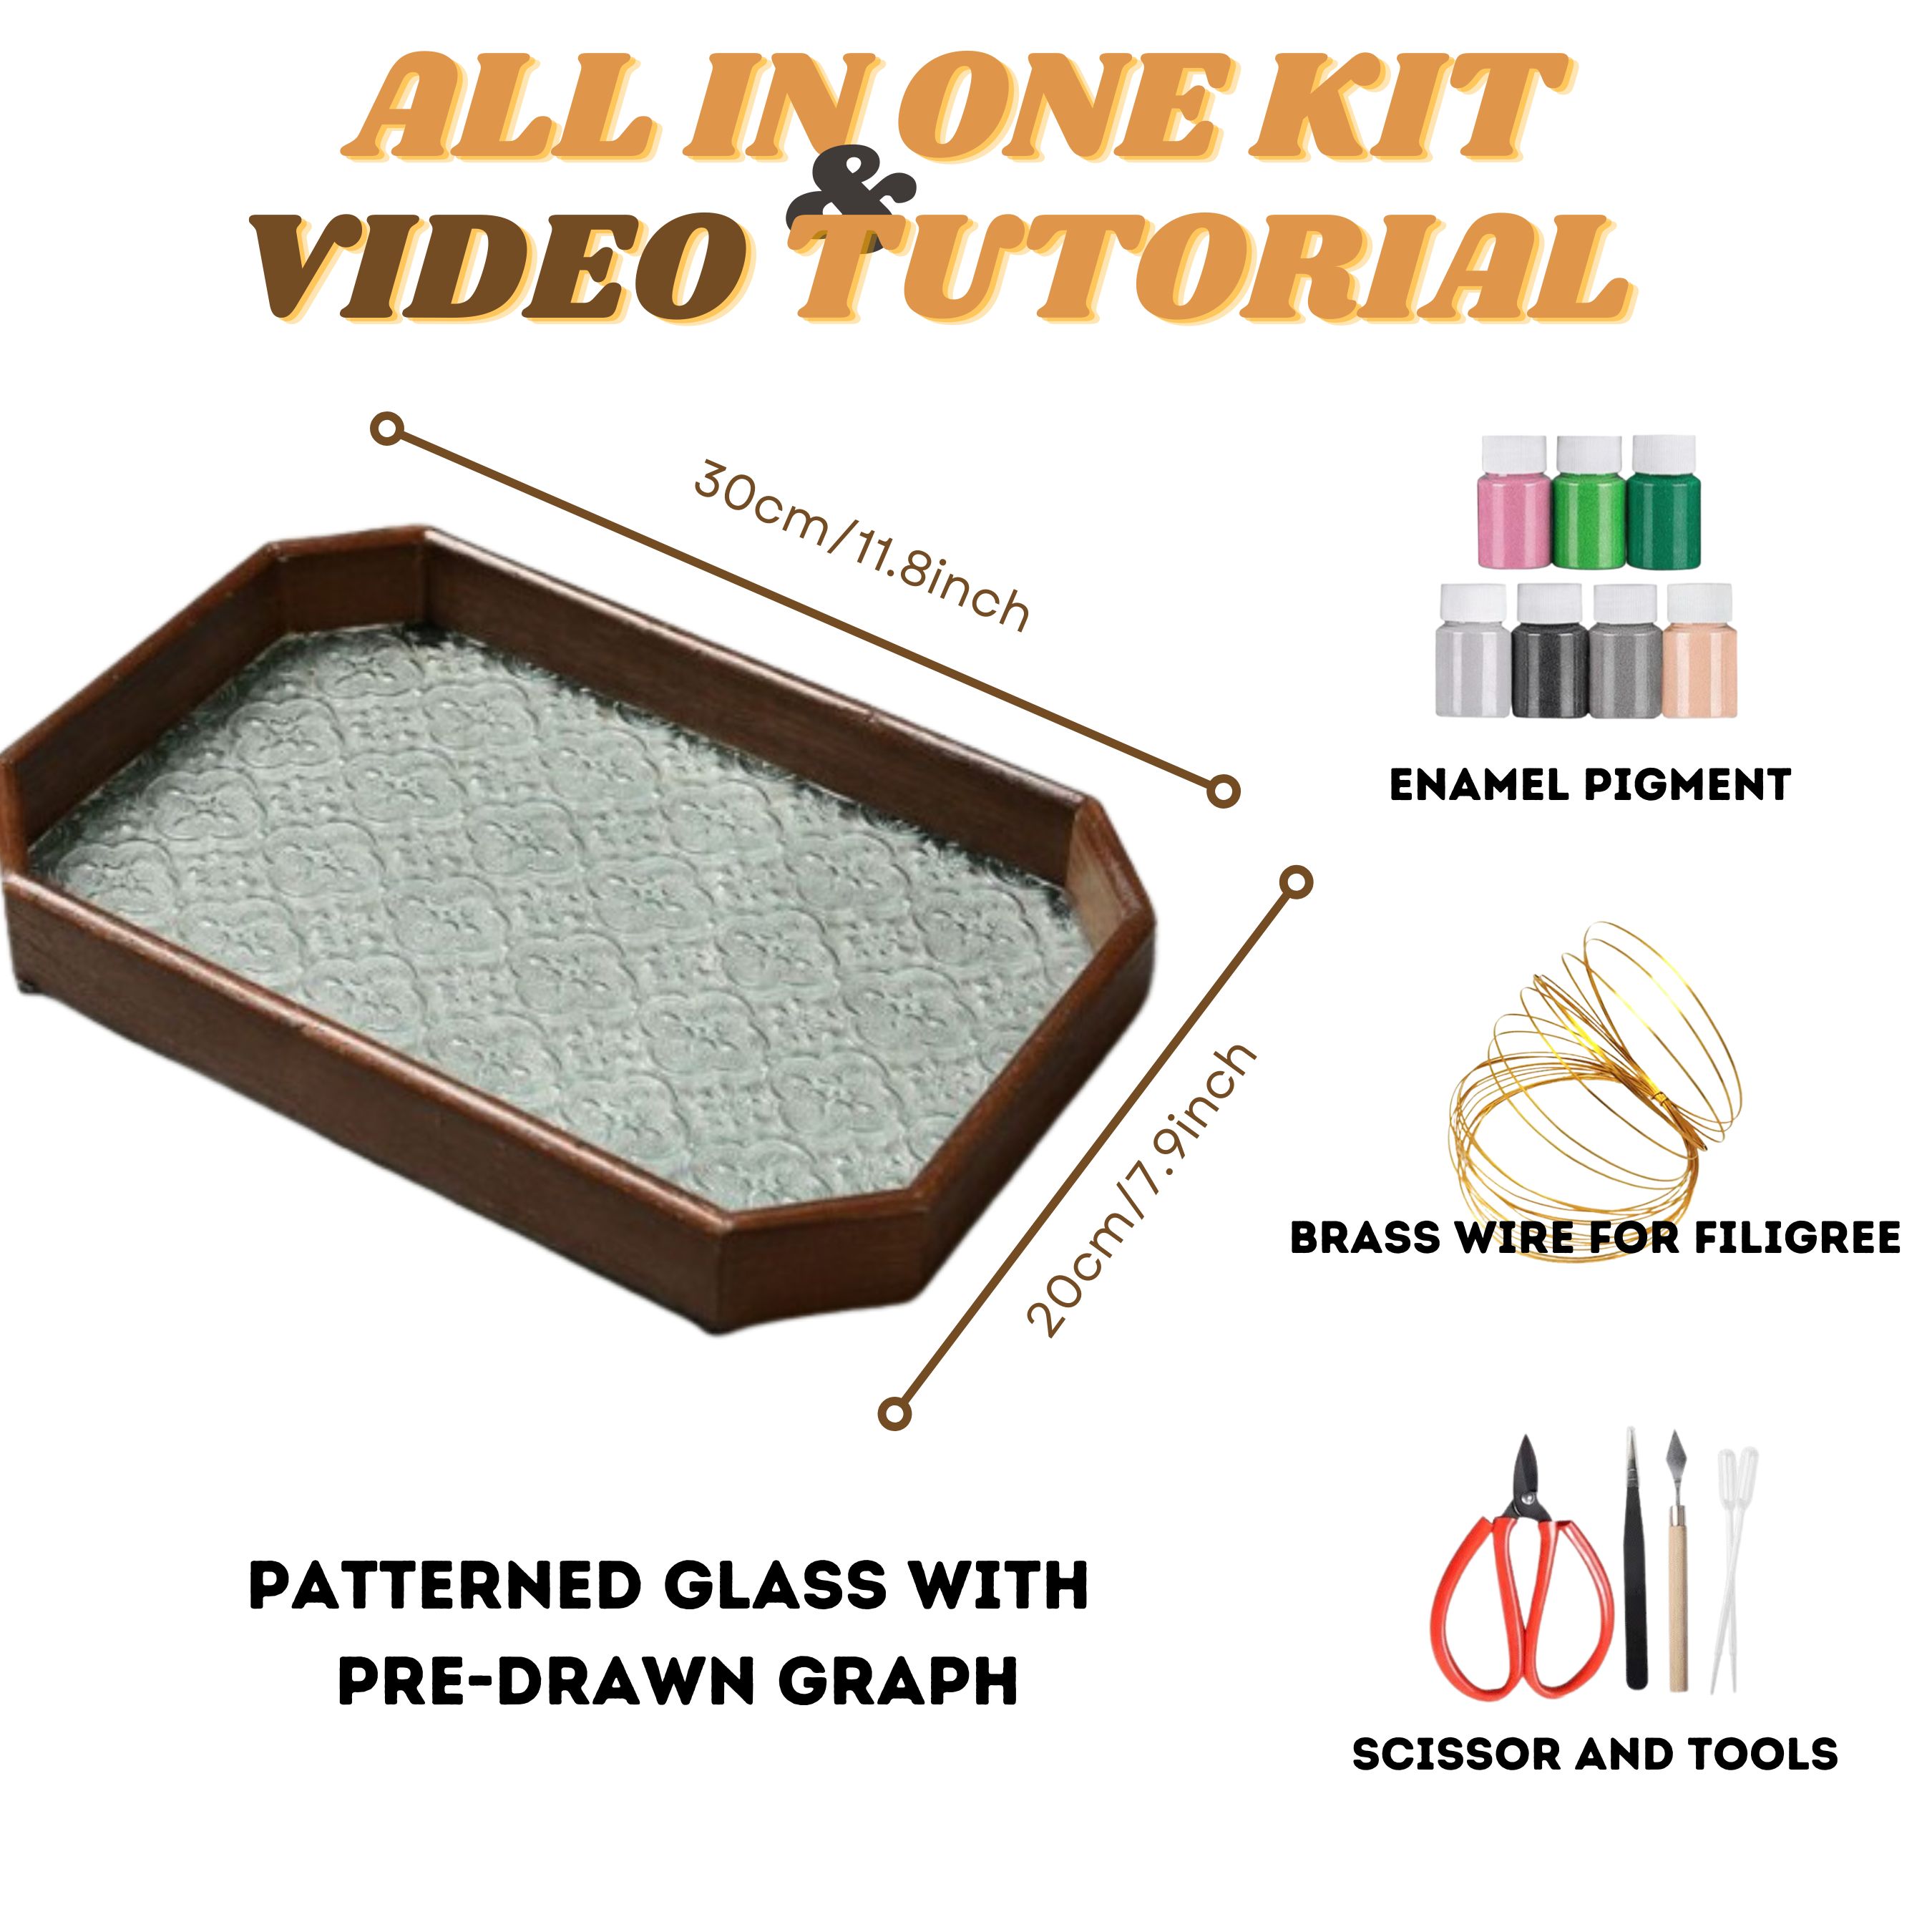 ALL IN ONE KIT
&
VIDEO TUTORIAL
30cm/11.8inch
20cm/7.9inch
ENAMEL PIGMENT
BRASS WIRE FOR FILIGREE
SCISSOR AND TOOLS
PATTERNED GLASS WITH
PRE-DRAWN GRAPH